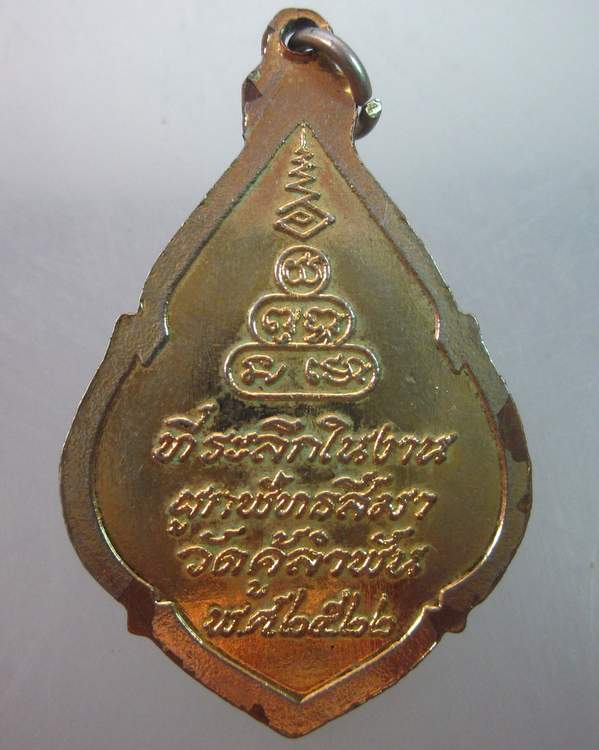 ที่ระลึกในงาน
ผูกพัทธสีมา
วัดคู้ลำพัน
พ.ศ.๒๕๒๒